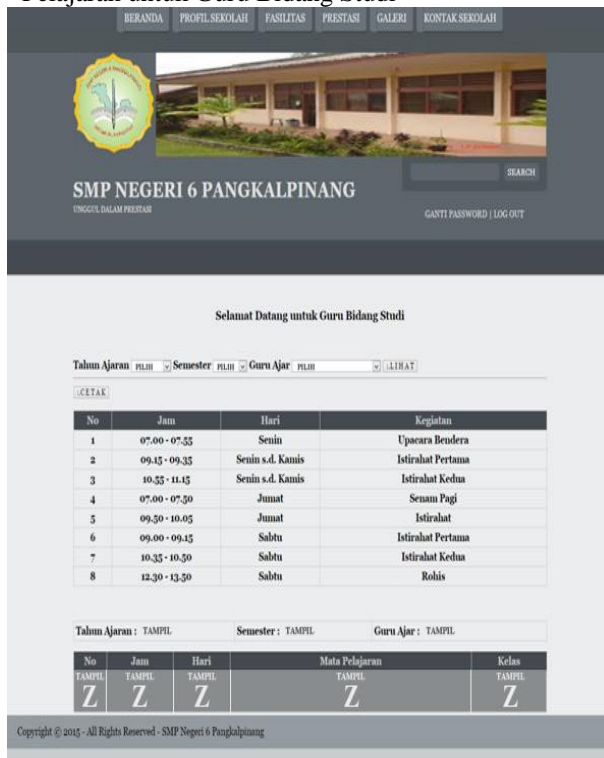 Pelajaran untuk Guru Bidang Studi
BERANDA PROFIL SEKOLAH FASILITAS PRESTASI GALERI KONTAK SEKOLAH
SEARCH
SMP NEGERI 6 PANGKALPINANG
UNGGUL DALAM PRESTASI
GANTI PASSWORD | LOG OUT
Selamat Datang untuk Guru Bidang Studi
Tahun Ajaran PILIH Semester PILIH Guru Ajar PILIH ::LIHAT
::CETAK
No Jam Hari Kegiatan
1 07.00 - 07.55 Senin Upacara Bendera
2 09.15 - 09.35 Senin s.d. Kamis Istirahat Pertama
3 10.55 - 11.15 Senin s.d. Kamis Istirahat Kedua
4 07.00 - 07.50 Jumat Senam Pagi
5 09.50 - 10.05 Jumat Istirahat
6 09.00 - 09.15 Sabtu Istirahat Pertama
7 10.35 - 10.50 Sabtu Istirahat Kedua
8 12.30 - 13.50 Sabtu Rohis
Tahun Ajaran : TAMPIL Semester : TAMPIL Guru Ajar : TAMPIL
No Jam Hari Mata Pelajaran Kelas
TAMPIL TAMPIL TAMPIL TAMPIL TAMPIL
Z Z Z Z Z
Copyright © 2015 - All Rights Reserved - SMP Negeri 6 Pangkalpinang